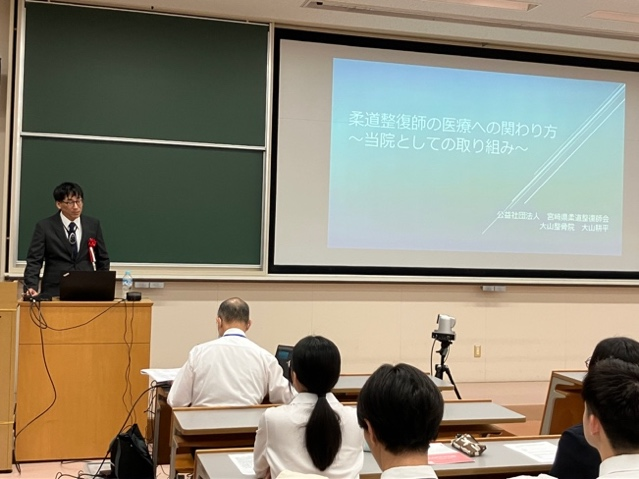 柔道整復師の医療への関わり方
～当院としての取り組み～
公益社団法人　宮崎県柔道整復師会
大山整骨院　大山耕平